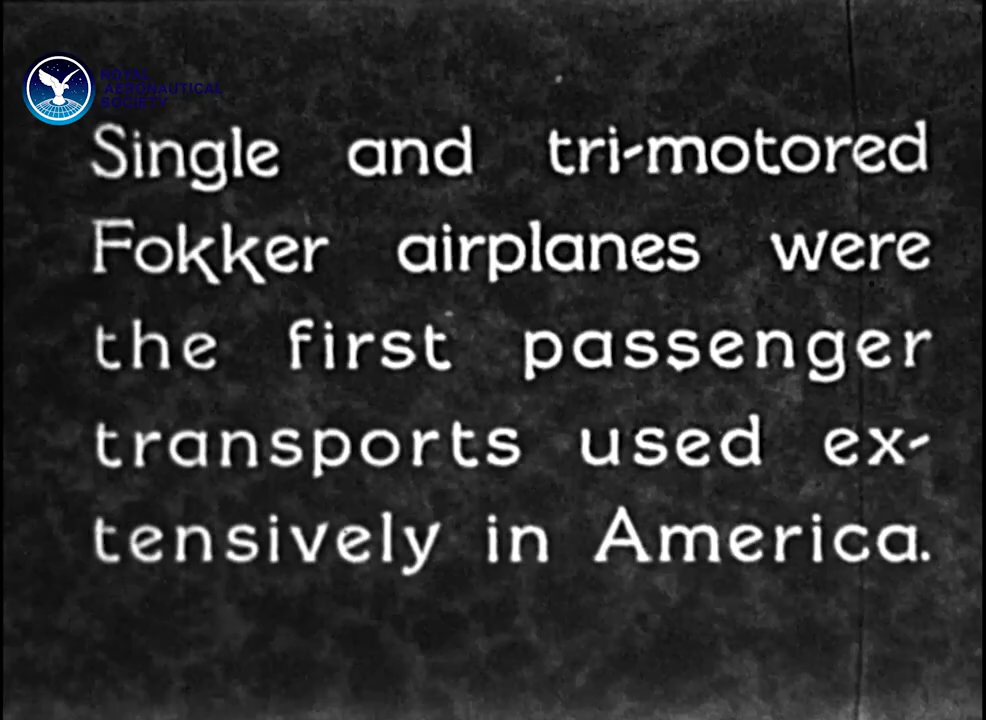 ROYAL
AERONAUTICAL
SOCIETY
Single and tri-motored
Fokker airplanes were
the first passenger
transports used ex-
tensively in America.